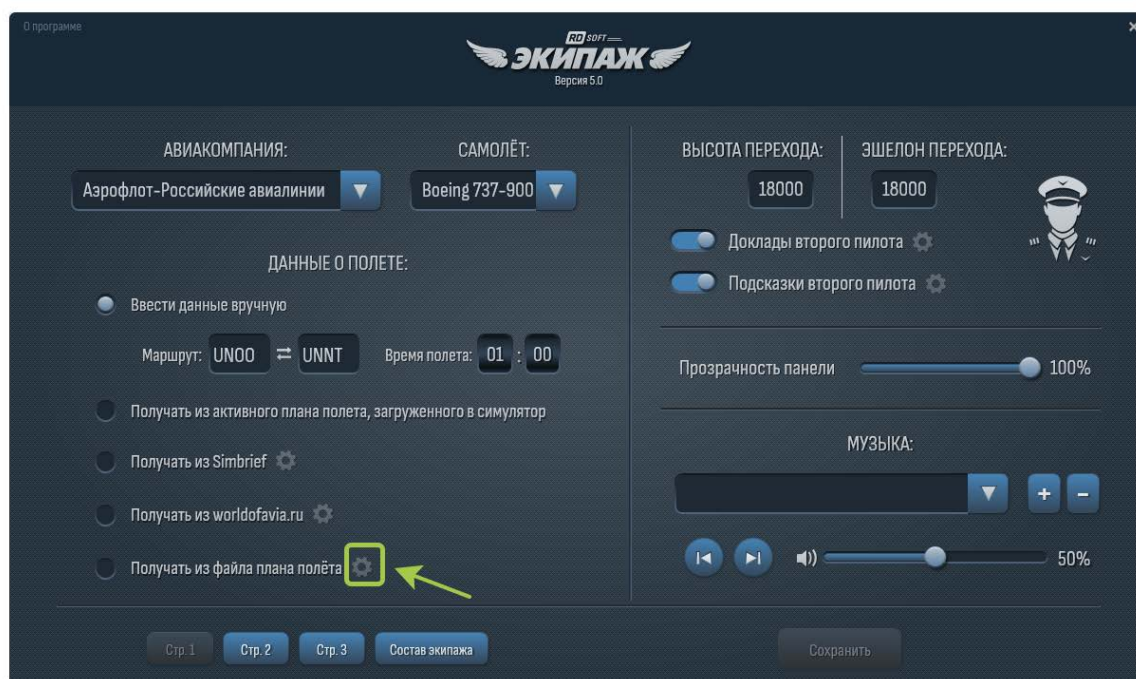 О программе
RD SOFT
ЭКИПАЖ
Версия 5.0
АВИАКОМПАНИЯ:
Аэрофлот-Российские авиалинии
САМОЛЁТ:
Boeing 737-900
ДАННЫЕ О ПОЛЕТЕ:
Ввести данные вручную
Маршрут: UNOO ⇄ UNNT Время полета: 01 : 00
Получать из активного плана полета, загруженного в симулятор
Получать из Simbrief
Получать из worldofavia.ru
Получать из файла плана полёта
ВЫСОТА ПЕРЕХОДА:
18000
ЭШЕЛОН ПЕРЕХОДА:
18000
Доклады второго пилота
Подсказки второго пилота
Прозрачность панели 100%
МУЗЫКА:
+ -
50%
Стр. 1 Стр. 2 Стр. 3 Состав экипажа
Сохранить